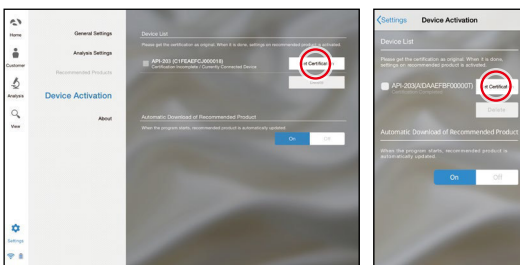 Home
Customer
Analysis
View
Settings
General Settings
Analysis Settings
Recommended Products
Device Activation
About
Device List
Please get the certification as original. When it is done, settings on recommended product is activated.
API-203 (C1FEAEFCJ000018)
Certification Incomplete / Currently Connected Device
et Certificat
Automatic Download of Recommended Product
When the program starts, recommended product is automatically updated.
On
Off
Settings
Device Activation
Device List
Please get the certification as original. When it is done,
settings on recommended product is activated.
API-203(ADAAEFBF00000T)
et Certificat
Delete
Automatic Download of Recommended Product
When the program starts, recommended product is
automatically updated.
On
Off